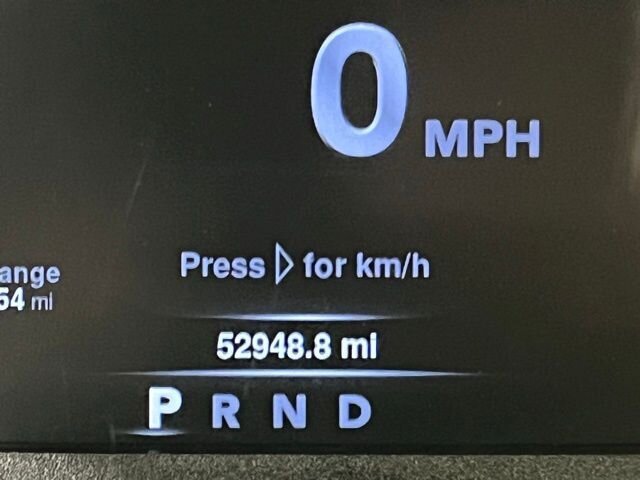 0 MPH
Press ▷ for km/h
ange
54 mi
52948.8 mi
P R N D